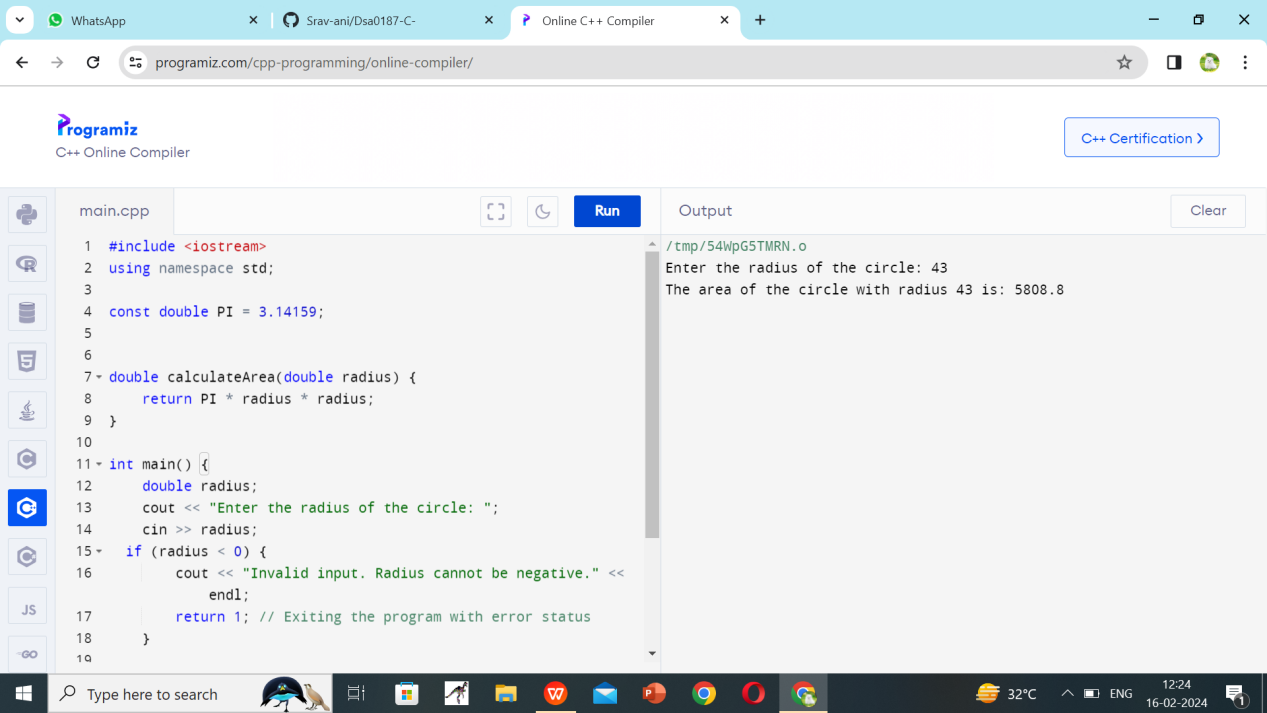 WhatsApp
Srav-ani/Dsa0187-C-
Online C++ Compiler
programiz.com/cpp-programming/online-compiler/
Programiz
C++ Online Compiler
C++ Certification
main.cpp
Run
Output
Clear
1 #include <iostream>
2 using namespace std;
3
4 const double PI = 3.14159;
5
6
7 double calculateArea(double radius) {
8 return PI * radius * radius;
9 }
10
11 int main() {
12 double radius;
13 cout << "Enter the radius of the circle: ";
14 cin >> radius;
15 if (radius < 0) {
16 cout << "Invalid input. Radius cannot be negative." <<
endl;
17 return 1; // Exiting the program with error status
18 }
19
/tmp/54WpG5TMRN.o
Enter the radius of the circle: 43
The area of the circle with radius 43 is: 5808.8
JS
GO
Type here to search
32°C
ENG
12:24
16-02-2024
1